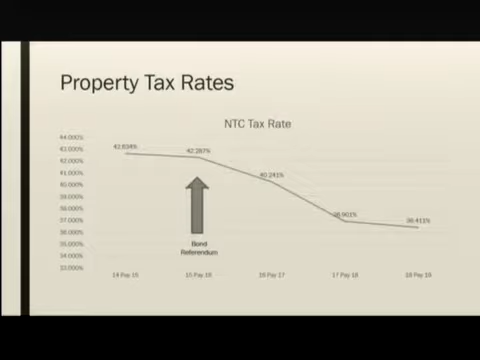 Property Tax Rates
NTC Tax Rate
44.000%
43.000%
42.000%
41.000%
40.000%
39.000%
38.000%
37.000%
36.000%
35.000%
34.000%
33.000%
42.634%
42.287%
40.241%
36.901%
36.411%
Bond
Referendum
14 Pay 15
15 Pay 16
16 Pay 17
17 Pay 18
18 Pay 19